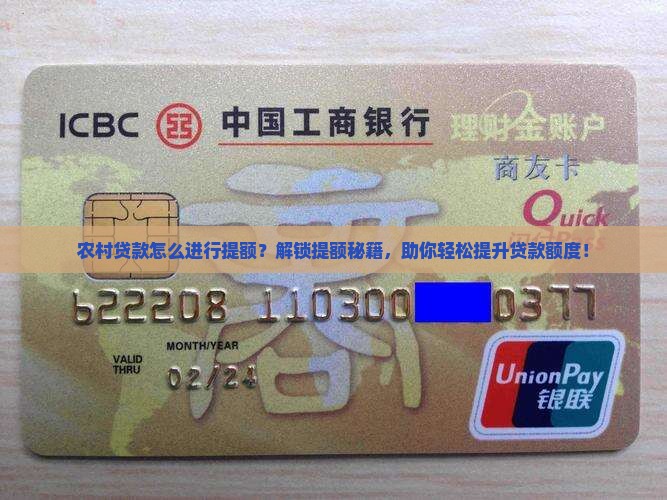 ICBC 中国工商银行 理财金账户
商友卡
Quick
农村贷款怎么进行提额？解锁提额秘籍，助你轻松提升贷款额度！
622208 110300 0377
MONTH/YEAR
VALID
THRU
02/24
UnionPay
银联